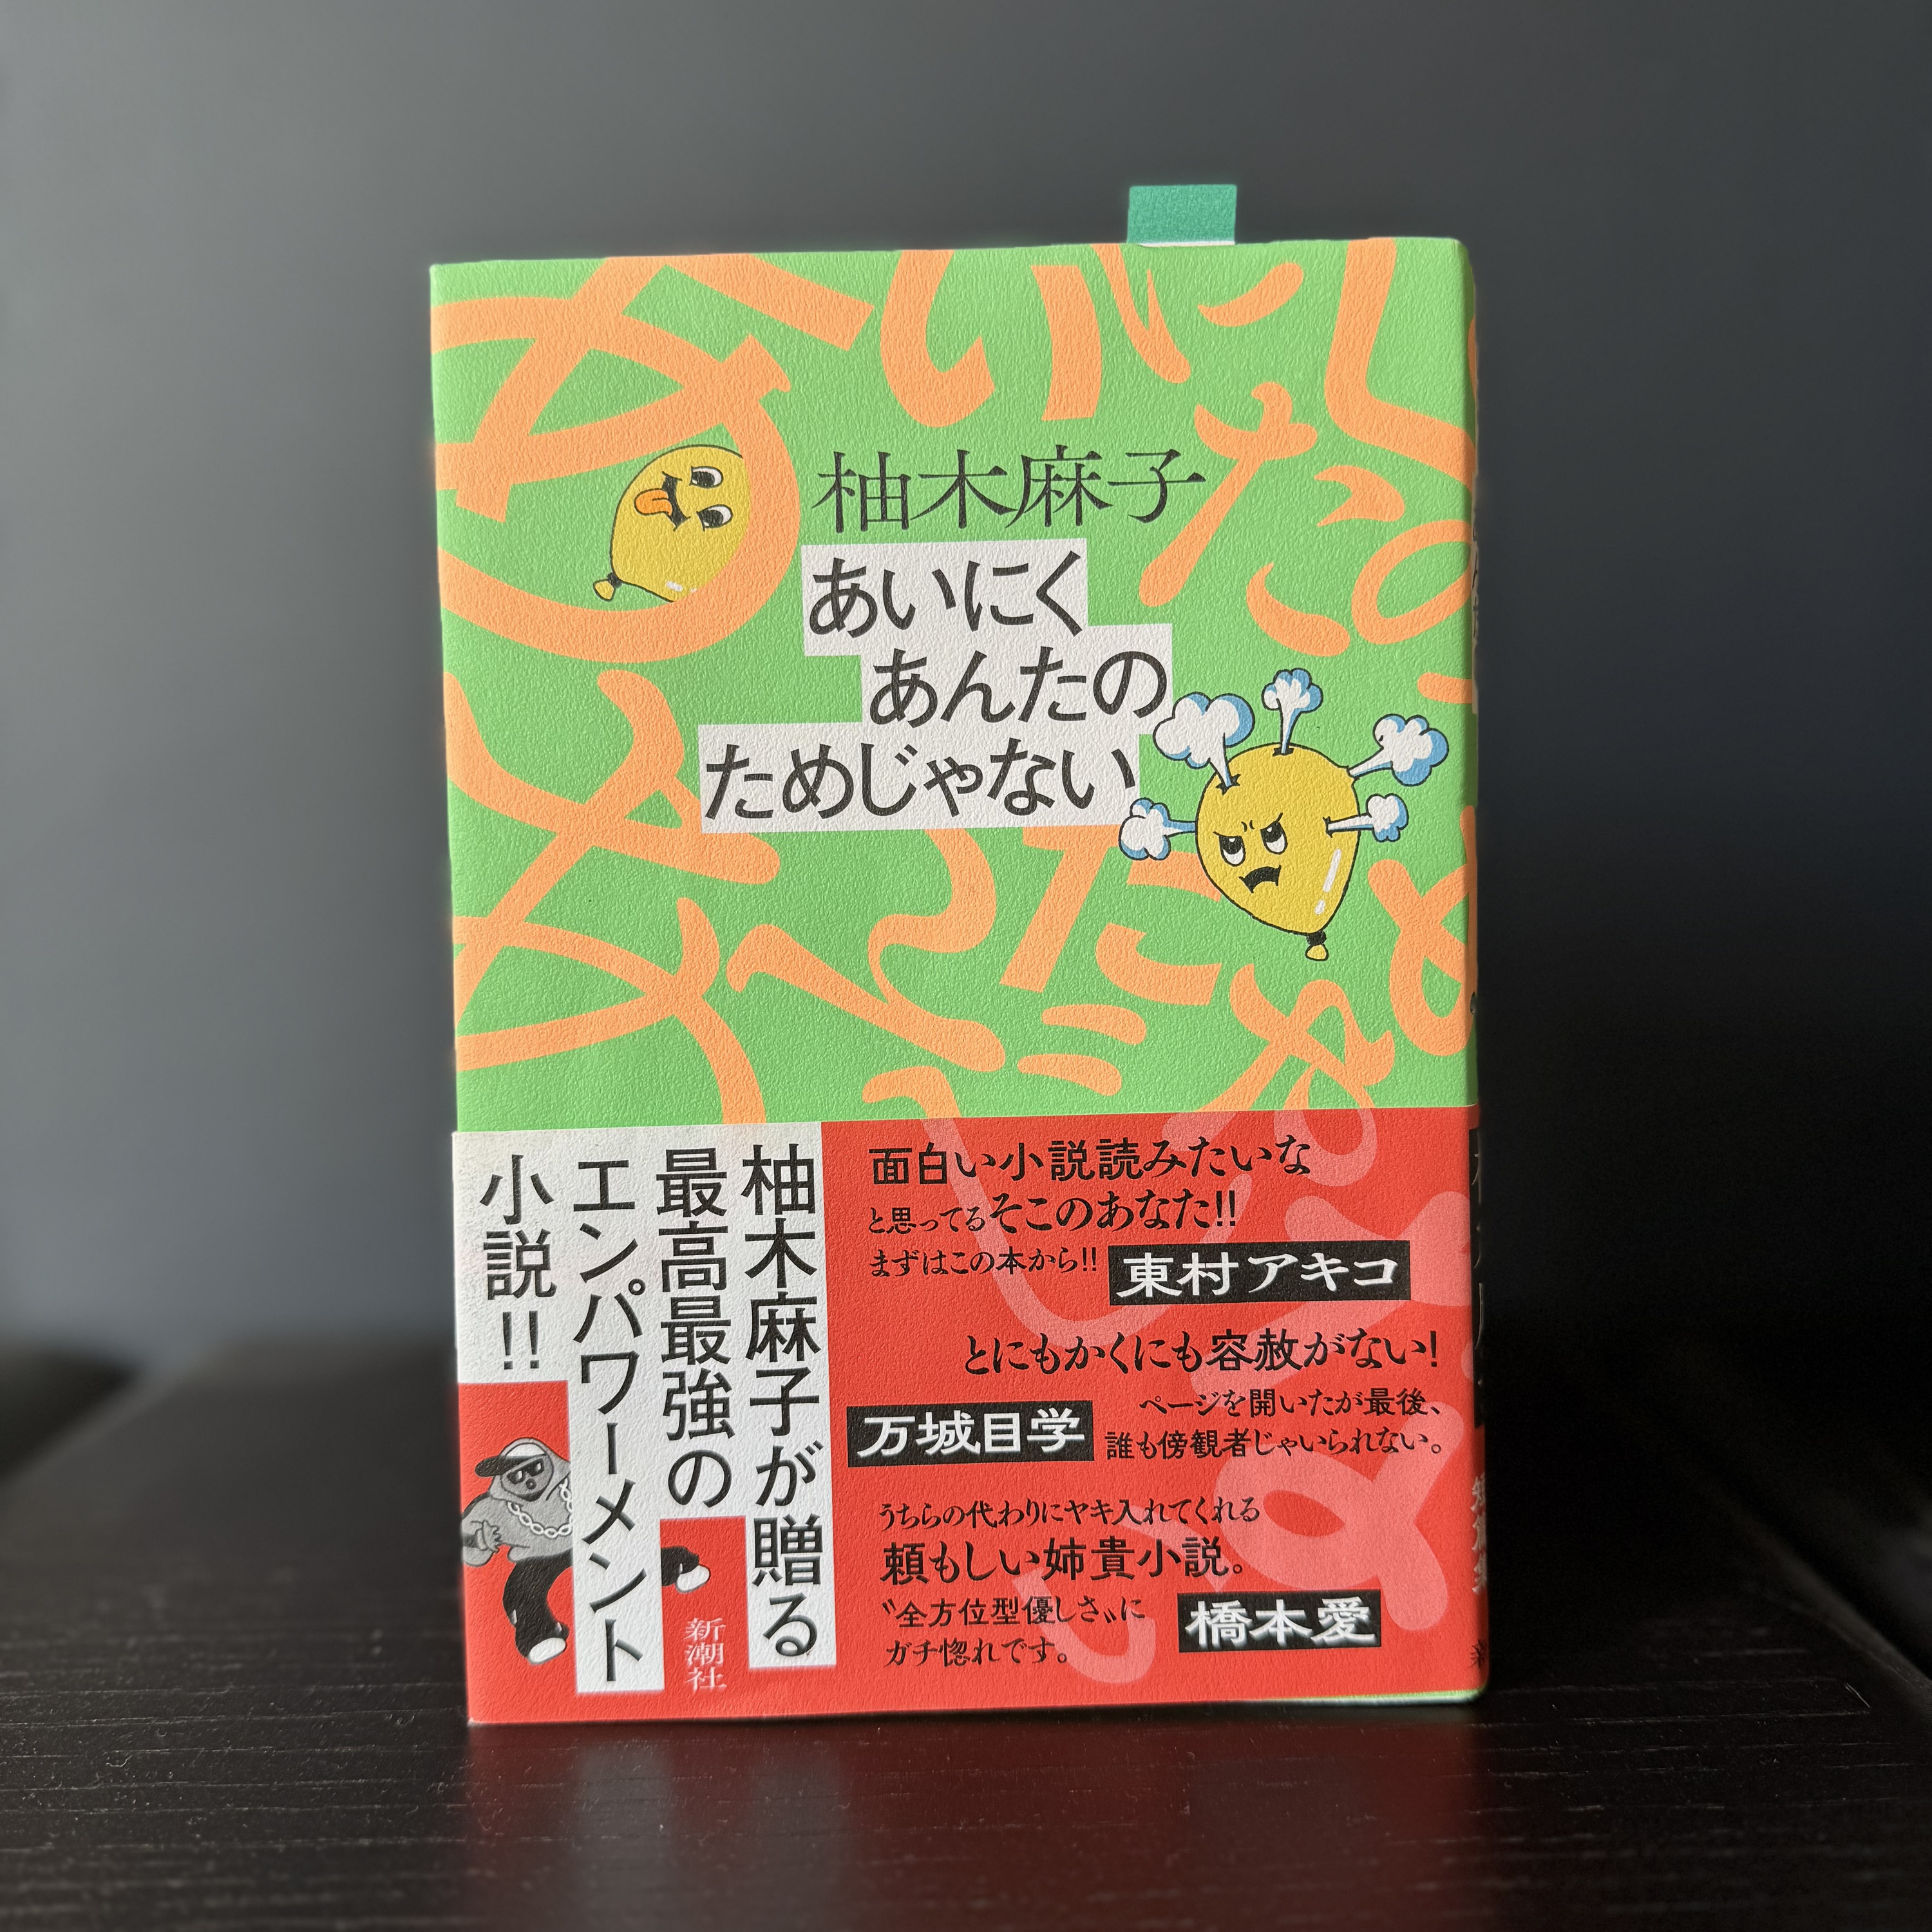 柚木麻子
あいにく
あんたの
ためじゃない
柚木麻子が贈る
最高最強の
エンパワーメント
小説!!
新潮社
面白い小説読みたいな
と思ってるそこのあなた!!
まずはこの本から!!
東村アキコ
とにもかくにも容赦がない!
ページを開いたが最後、
誰も傍観者じゃいられない。
万城目学
うちらの代わりにヤキ入れてくれる
頼もしい姉貴小説。
〝全方位型優しさ〟に
ガチ惚れです。
橋本愛